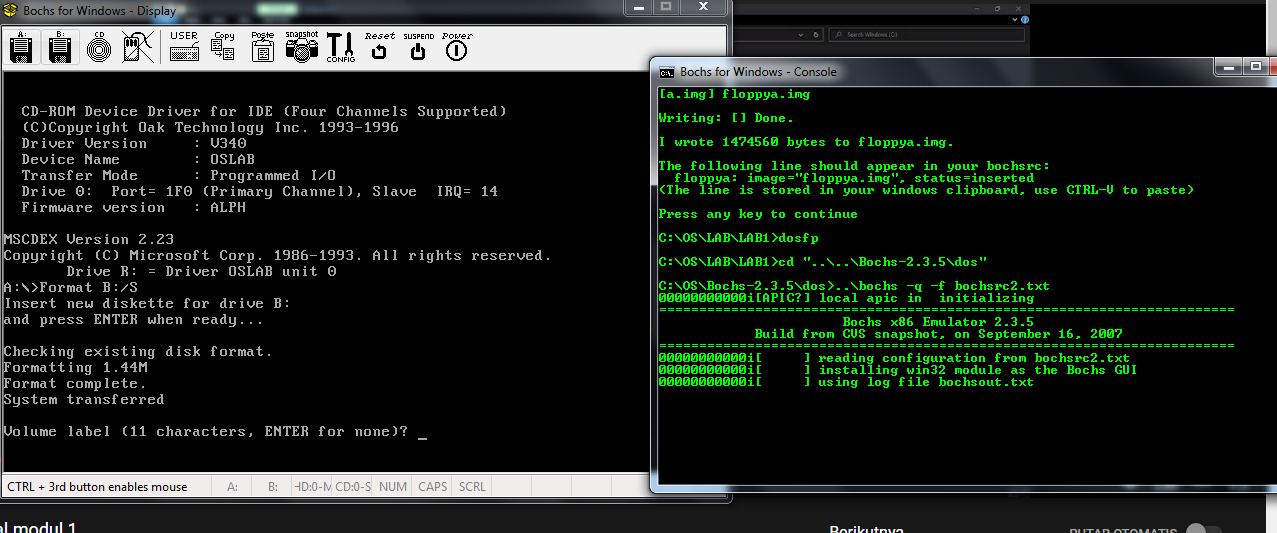 Bochs for Windows - Display
A:
B:
CD
USER
Copy
Paste
snapshot
CONFIG
Reset
SUSPEND
Power
CD-ROM Device Driver for IDE (Four Channels Supported)
(C)Copyright Oak Technology Inc. 1993-1996
Driver Version     : V340
Device Name        : OSLAB
Transfer Mode      : Programmed I/O
Drive 0:  Port= 1F0 (Primary Channel), Slave  IRQ= 14
Firmware version   : ALPH
MSCDEX Version 2.23
Copyright (C) Microsoft Corp. 1986-1993. All rights reserved.
Drive R: = Driver OSLAB unit 0
A:\>Format B:/S
Insert new diskette for drive B:
and press ENTER when ready...
Checking existing disk format.
Formatting 1.44M
Format complete.
System transferred
Volume label (11 characters, ENTER for none)? _
CTRL + 3rd button enables mouse
A:
B:
HD:0-M
CD:0-S
NUM
CAPS
SCRL
Search Windows (C:)
Bochs for Windows - Console
[a.img] floppya.img
Writing: [] Done.
I wrote 1474560 bytes to floppya.img.
The following line should appear in your bochsrc:
floppya: image="floppya.img", status=inserted
(The line is stored in your windows clipboard, use CTRL-V to paste)
Press any key to continue
C:\OS\LAB\LAB1>dosfp
C:\OS\LAB\LAB1>cd "..\..\Bochs-2.3.5\dos"
C:\OS\Bochs-2.3.5\dos>..\bochs -q -f bochsrc2.txt
00000000000i[APIC?] local apic in  initializing
========================================================================
Bochs x86 Emulator 2.3.5
Build from CVS snapshot, on September 16, 2007
========================================================================
00000000000i[     ] reading configuration from bochsrc2.txt
00000000000i[     ] installing win32 module as the Bochs GUI
00000000000i[     ] using log file bochsout.txt
al modul 1
Berikutnya
PUTAR OTOMATIS